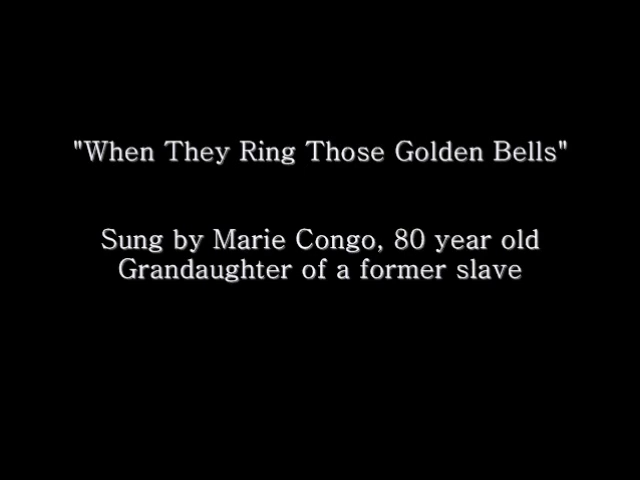 "When They Ring Those Golden Bells"
Sung by Marie Congo, 80 year old
Grandaughter of a former slave